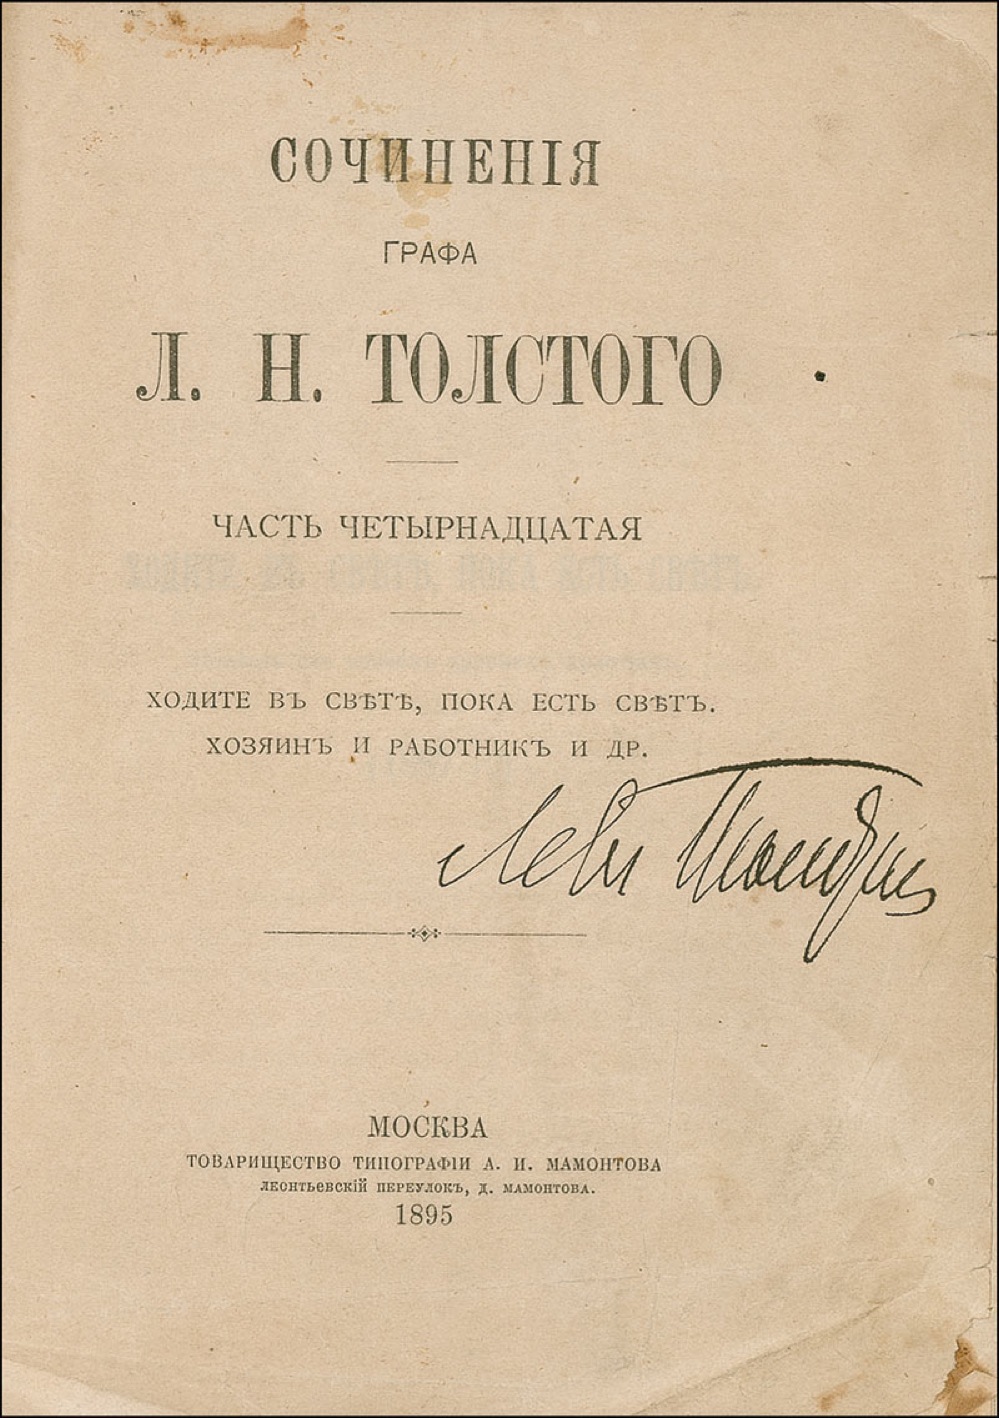 СОЧИНЕНІЯ
ГРАФА
Л. Н. ТОЛСТОГО
ЧАСТЬ ЧЕТЫРНАДЦАТАЯ
ХОДИТЕ ВЪ СВѢТѢ, ПОКА ЕСТЬ СВѢТЪ.
ХОЗЯИНЪ И РАБОТНИКЪ И ДР.
Левъ Толстой
МОСКВА
ТОВАРИЩЕСТВО ТИПОГРАФІИ А. И. МАМОНТОВА
ЛЕОНТЬЕВСКІЙ ПЕРЕУЛОКЪ, Д. МАМОНТОВА.
1895